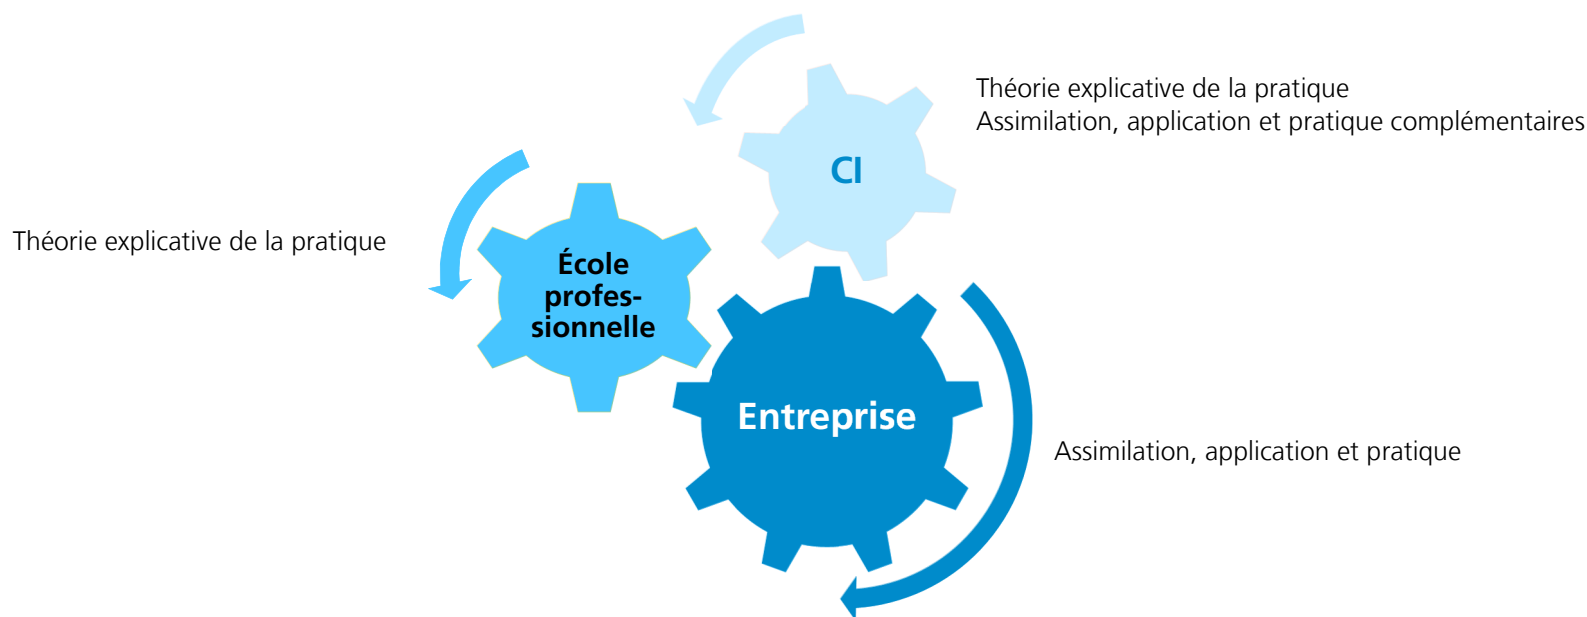 Théorie explicative de la pratique
Assimilation, application et pratique complémentaires
CI
Théorie explicative de la pratique
École
profes-
sionnelle
Entreprise
Assimilation, application et pratique